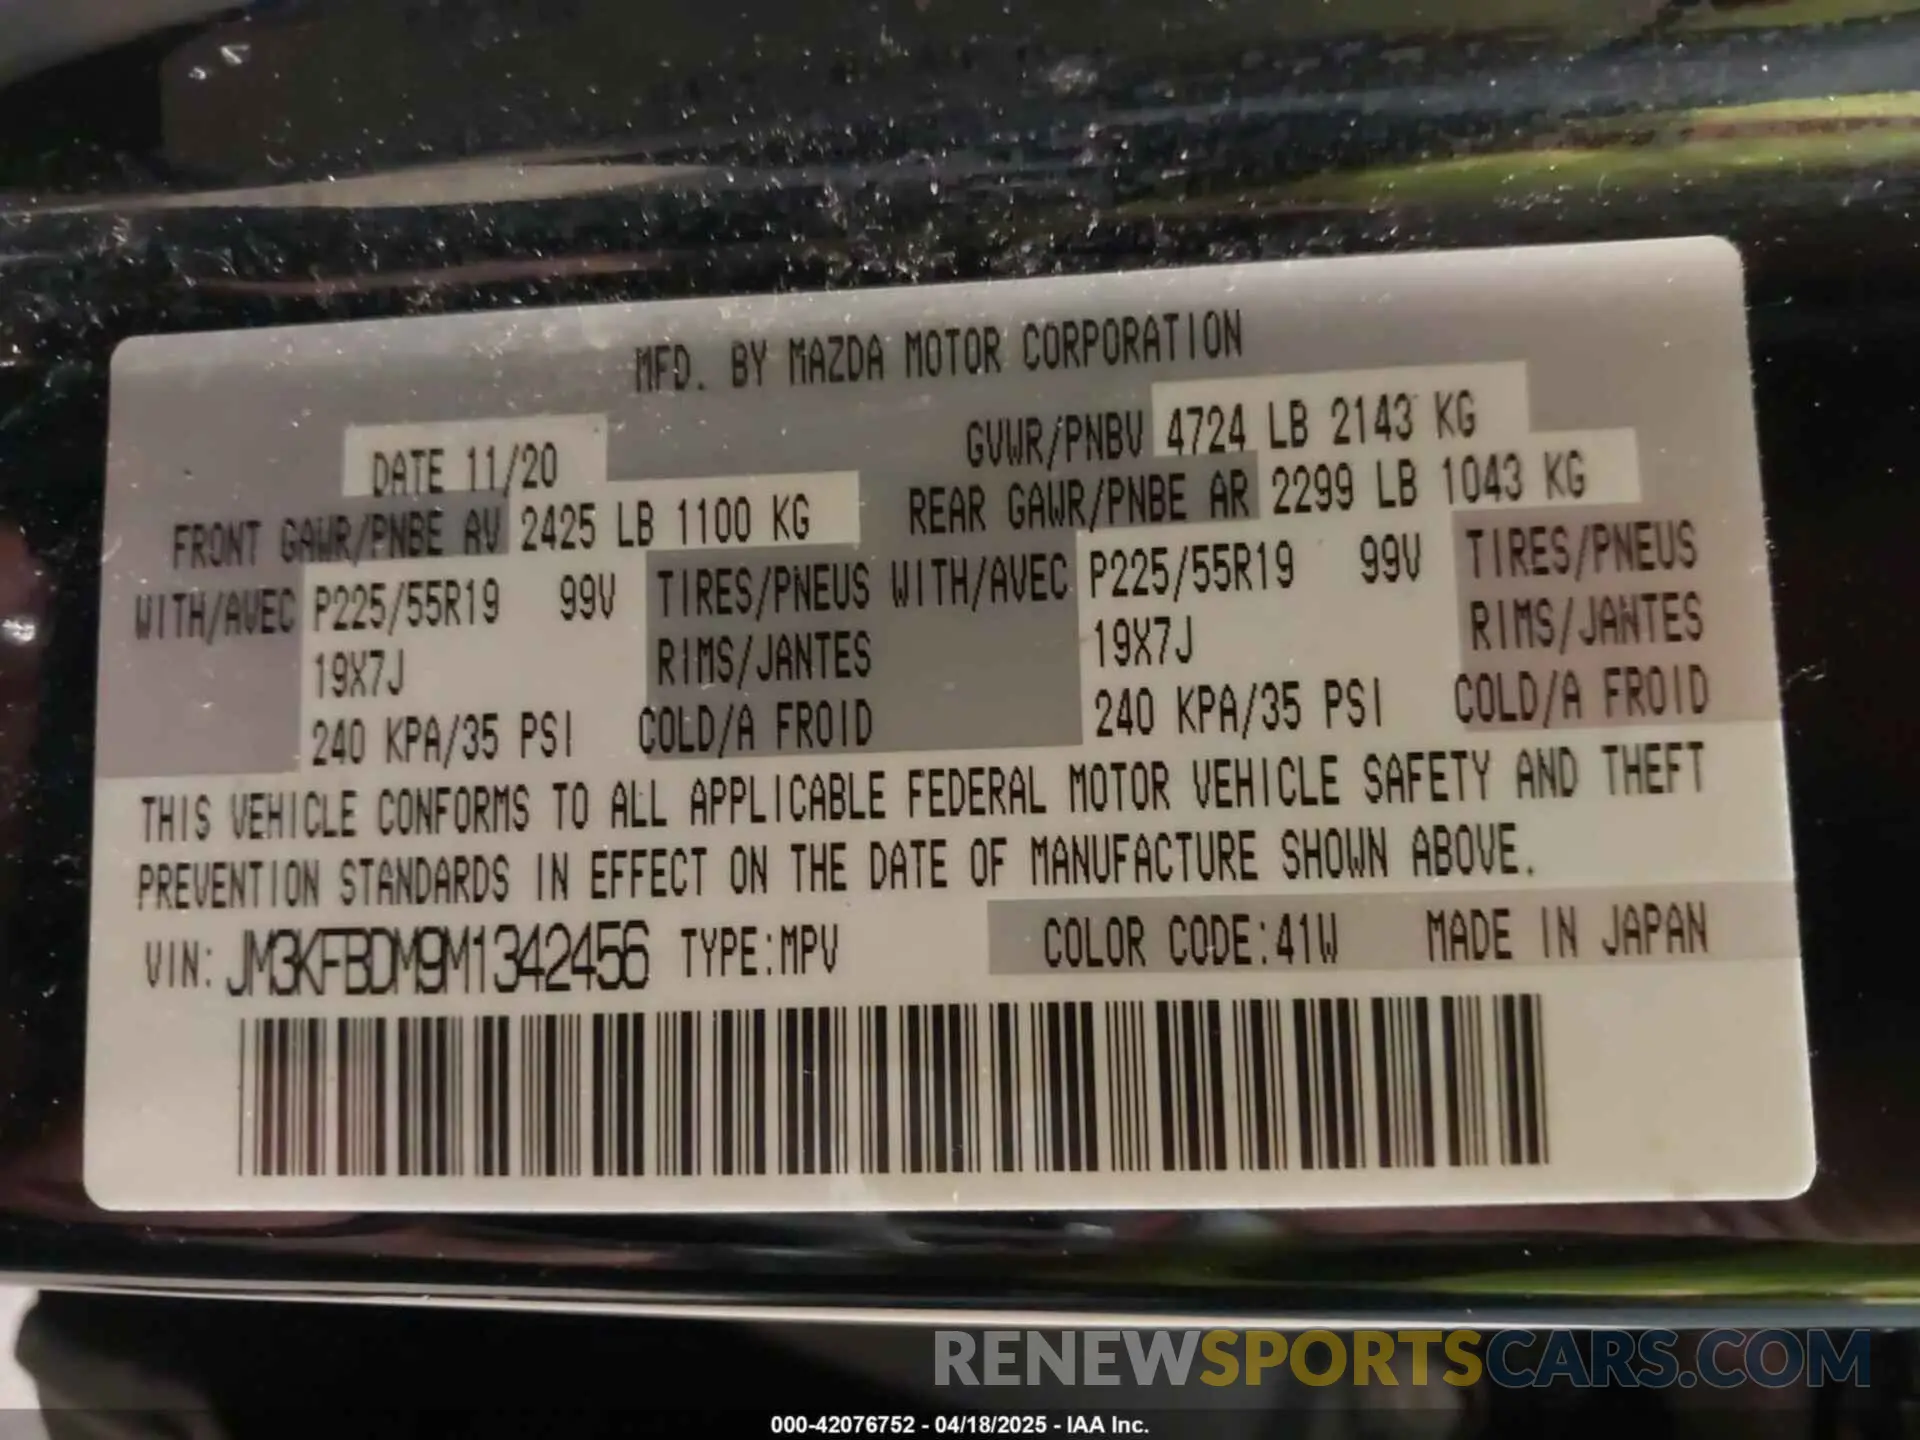 MFD. BY MAZDA MOTOR CORPORATION
DATE 11/20 GVWR/PNBV 4724 LB 2143 KG
FRONT GAWR/PNBE AV 2425 LB 1100 KG REAR GAWR/PNBE AR 2299 LB 1043 KG
WITH/AVEC P225/55R19 99V TIRES/PNEUS WITH/AVEC P225/55R19 99V TIRES/PNEUS
19X7J RIMS/JANTES 19X7J RIMS/JANTES
240 KPA/35 PSI COLD/A FROID 240 KPA/35 PSI COLD/A FROID
THIS VEHICLE CONFORMS TO ALL APPLICABLE FEDERAL MOTOR VEHICLE SAFETY AND THEFT
PREVENTION STANDARDS IN EFFECT ON THE DATE OF MANUFACTURE SHOWN ABOVE.
VIN: JM3KFBDM9M1342456 TYPE:MPV COLOR CODE:41W MADE IN JAPAN
RENEWSPORTSCARS.COM
000-42076752 - 04/18/2025 - IAA Inc.